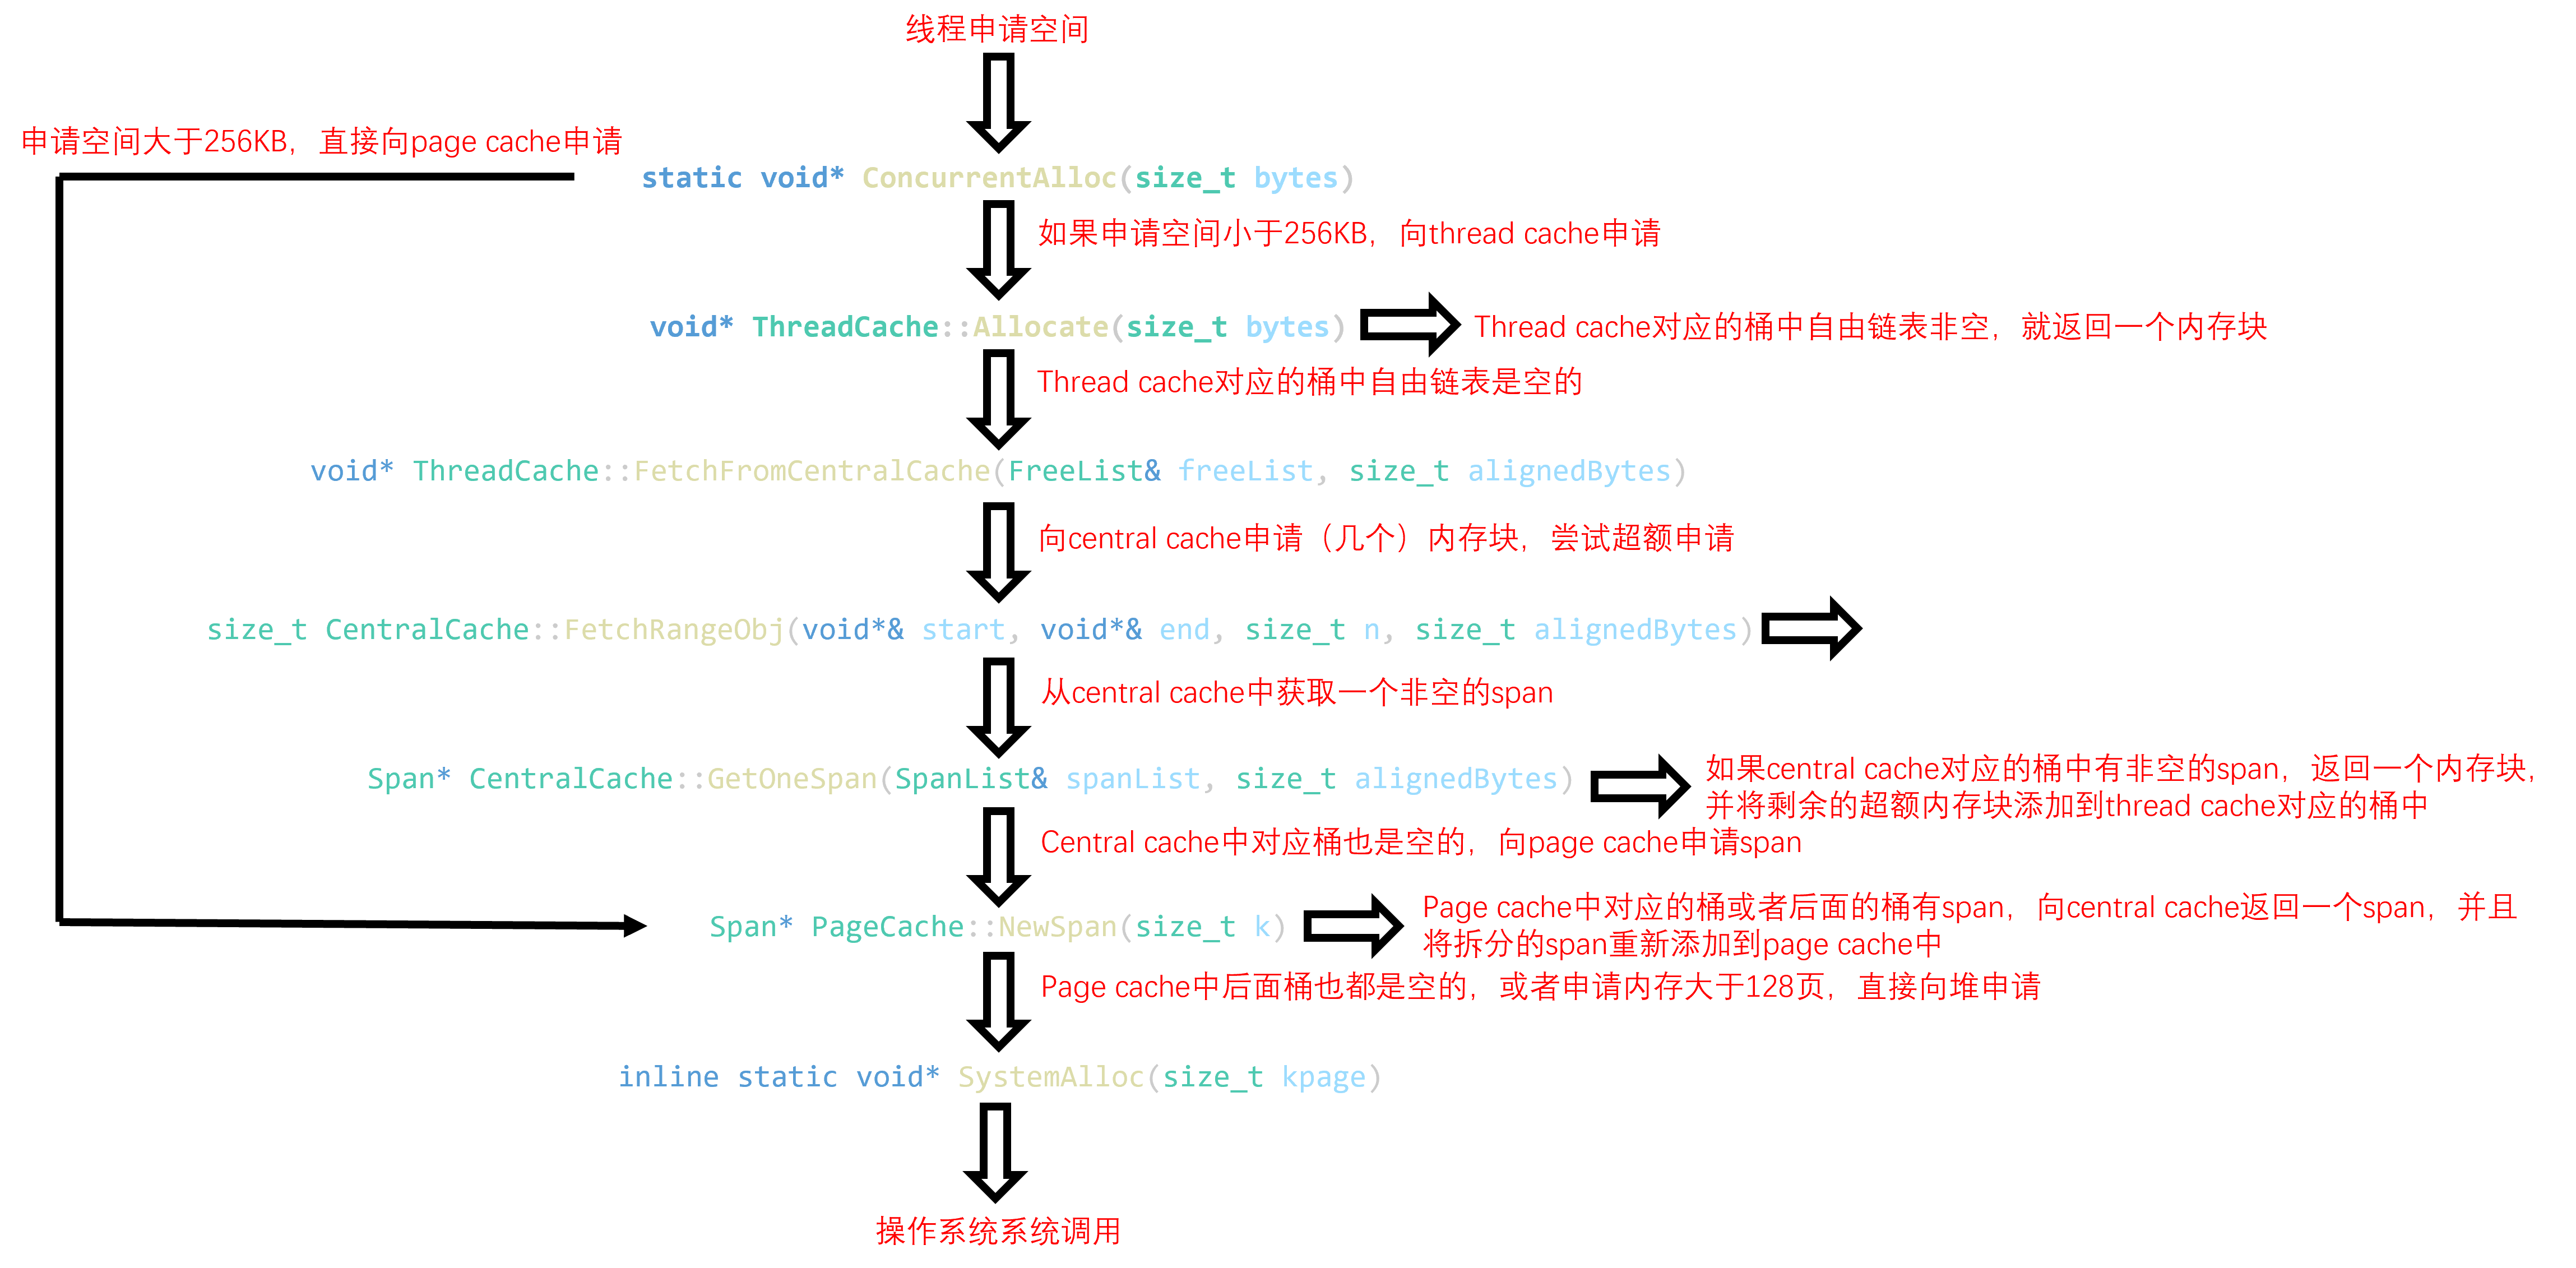 线程申请空间
申请空间大于256KB，直接向page cache申请
static void* ConcurrentAlloc(size_t bytes)
如果申请空间小于256KB，向thread cache申请
void* ThreadCache::Allocate(size_t bytes)
Thread cache对应的桶中自由链表非空，就返回一个内存块
Thread cache对应的桶中自由链表是空的
void* ThreadCache::FetchFromCentralCache(FreeList& freeList, size_t alignedBytes)
向central cache申请（几个）内存块，尝试超额申请
size_t CentralCache::FetchRangeObj(void*& start, void*& end, size_t n, size_t alignedBytes)
从central cache中获取一个非空的span
Span* CentralCache::GetOneSpan(SpanList& spanList, size_t alignedBytes)
如果central cache对应的桶中有非空的span，返回一个内存块，
并将剩余的超额内存块添加到thread cache对应的桶中
Central cache中对应桶也是空的，向page cache申请span
Span* PageCache::NewSpan(size_t k)
Page cache中对应的桶或者后面的桶有span，向central cache返回一个span，并且
将拆分的span重新添加到page cache中
Page cache中后面桶也都是空的，或者申请内存大于128页，直接向堆申请
inline static void* SystemAlloc(size_t kpage)
操作系统系统调用